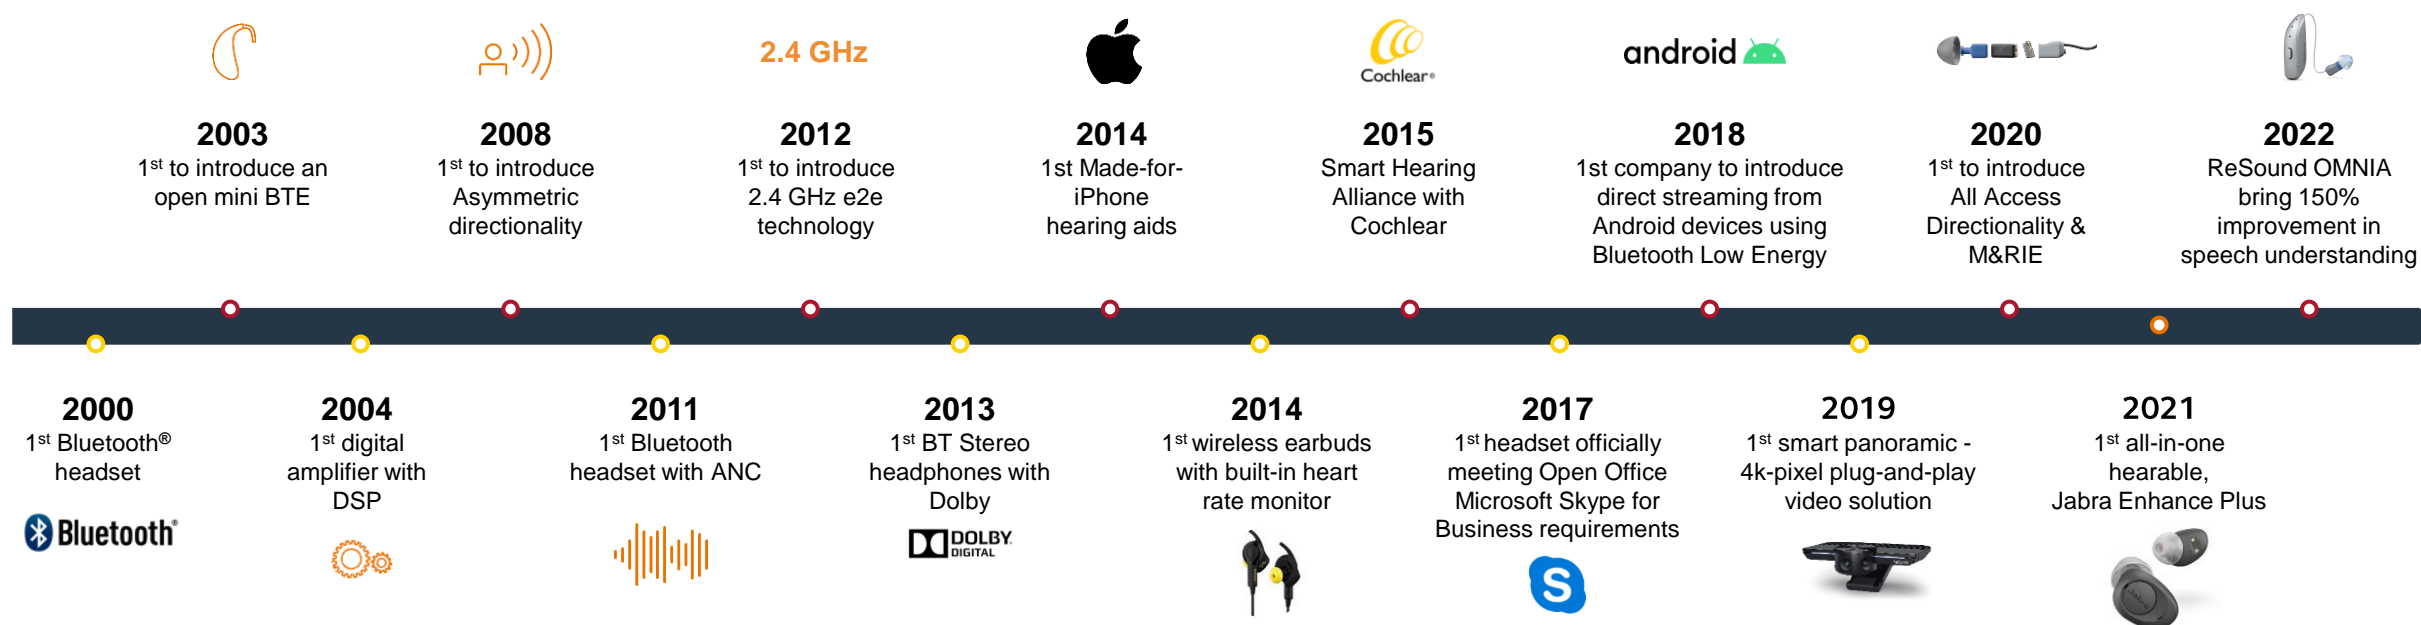 2.4 GHz
Cochlear®
android
2003
1st to introduce an
open mini BTE
2008
1st to introduce
Asymmetric
directionality
2012
1st to introduce
2.4 GHz e2e
technology
2014
1st Made-for-
iPhone
hearing aids
2015
Smart Hearing
Alliance with
Cochlear
2018
1st company to introduce
direct streaming from
Android devices using
Bluetooth Low Energy
2020
1st to introduce
All Access
Directionality &
M&RIE
2022
ReSound OMNIA
bring 150%
improvement in
speech understanding
2000
1st Bluetooth®
headset
Bluetooth®
2004
1st digital
amplifier with
DSP
2011
1st Bluetooth
headset with ANC
2013
1st BT Stereo
headphones with
Dolby
DOLBY
DIGITAL
2014
1st wireless earbuds
with built-in heart
rate monitor
2017
1st headset officially
meeting Open Office
Microsoft Skype for
Business requirements
S
2019
1st smart panoramic -
4k-pixel plug-and-play
video solution
2021
1st all-in-one
hearable,
Jabra Enhance Plus
Jabra